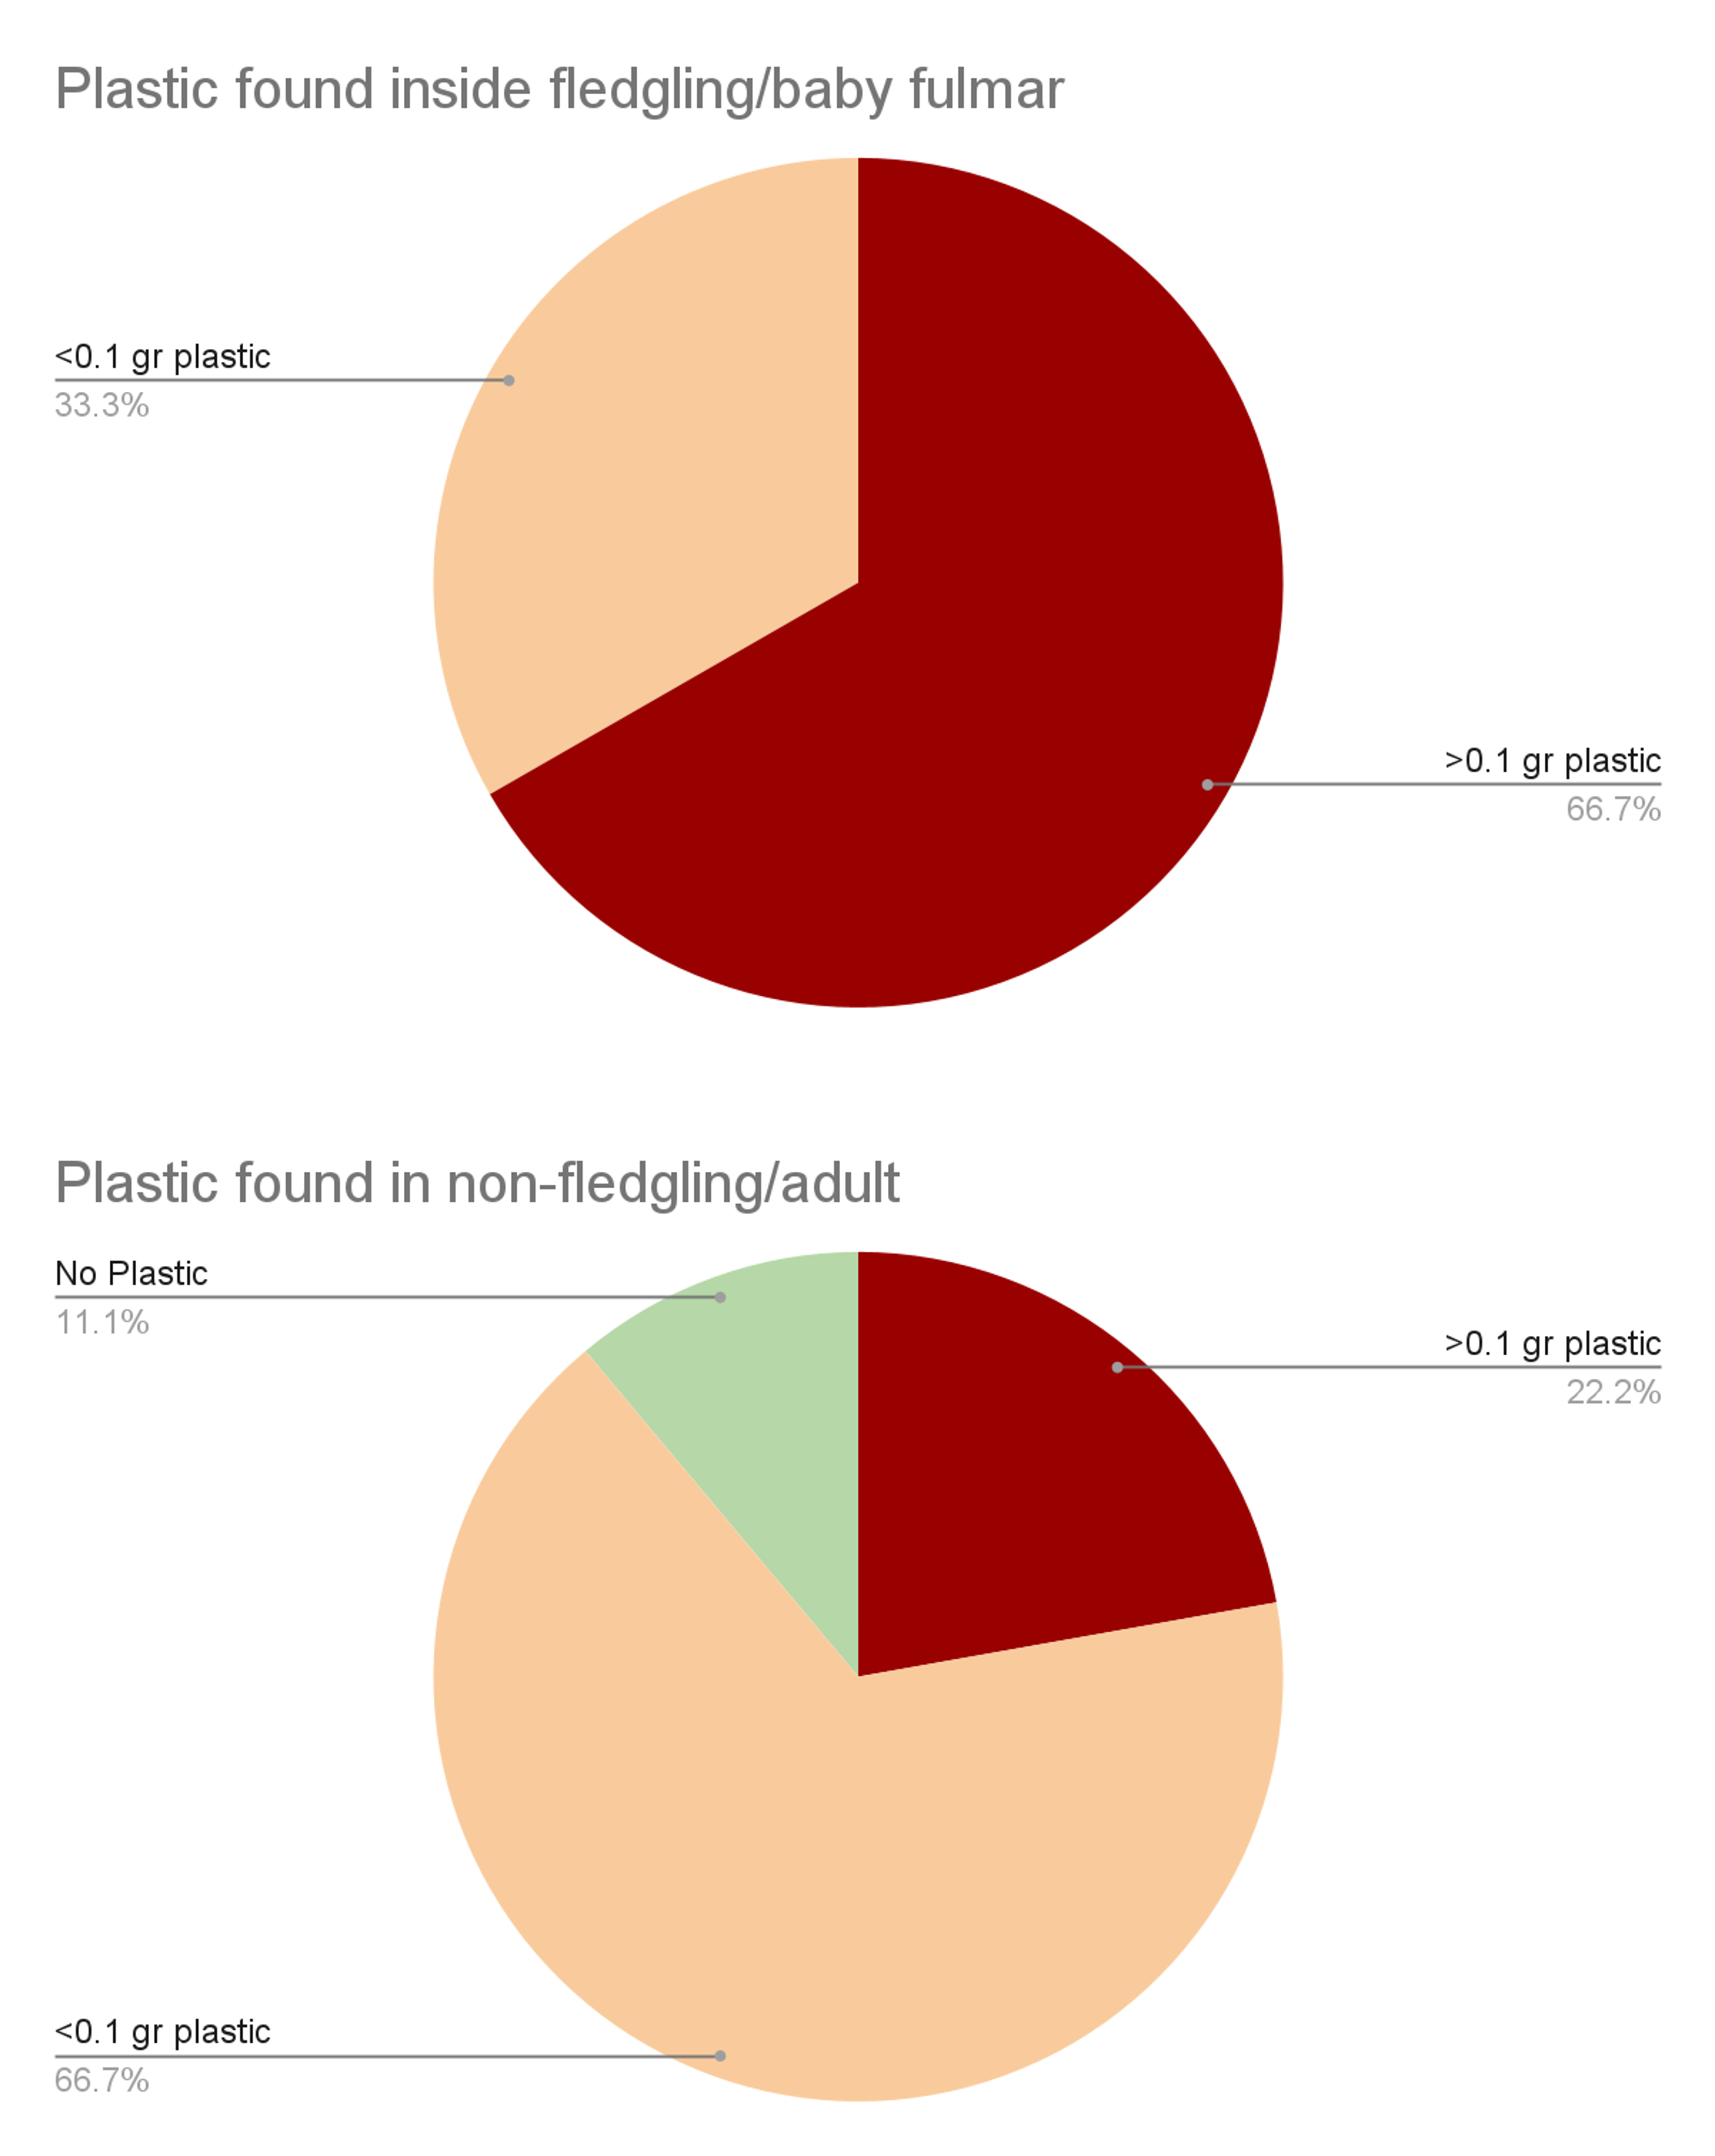 Plastic found inside fledgling/baby fulmar
<0.1 gr plastic
33.3%
>0.1 gr plastic
66.7%
Plastic found in non-fledgling/adult
No Plastic
11.1%
>0.1 gr plastic
22.2%
<0.1 gr plastic
66.7%